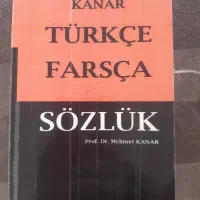 KANAR
TÜRKÇE
FARSÇA
SÖZLÜK
Prof. Dr. Mehmet KANAR